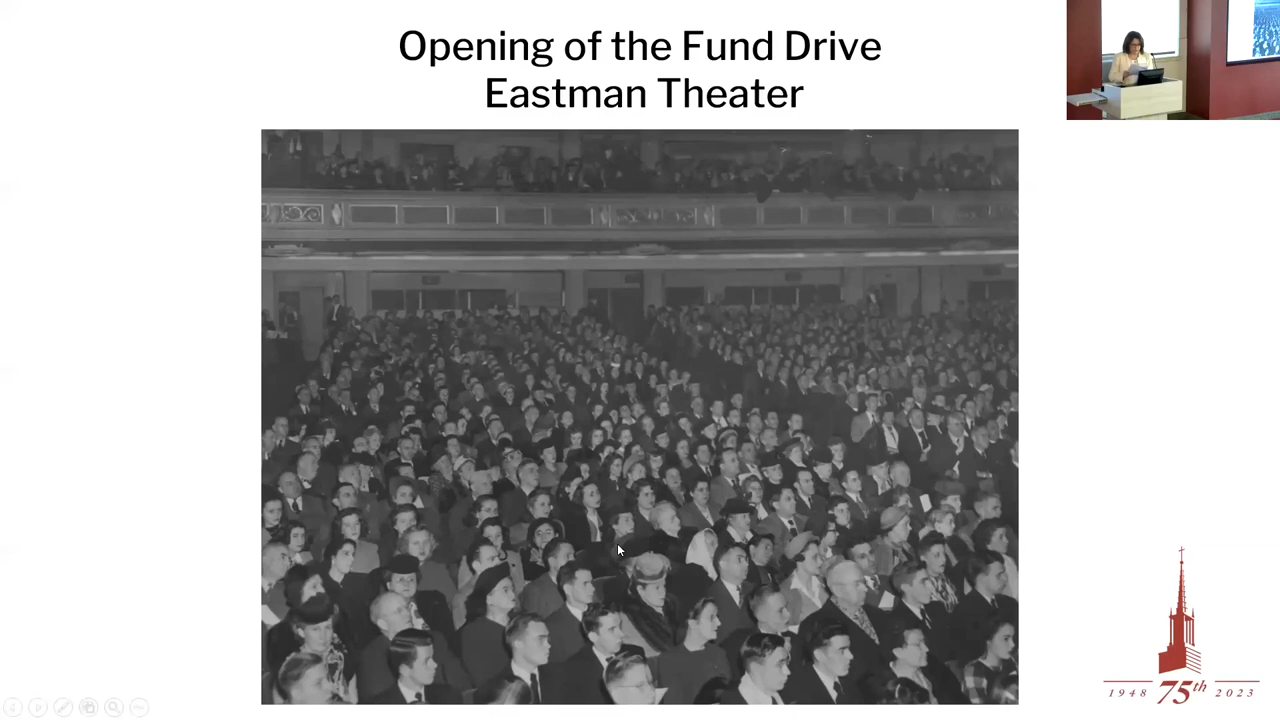 Opening of the Fund Drive
Eastman Theater
1948 75th 2023